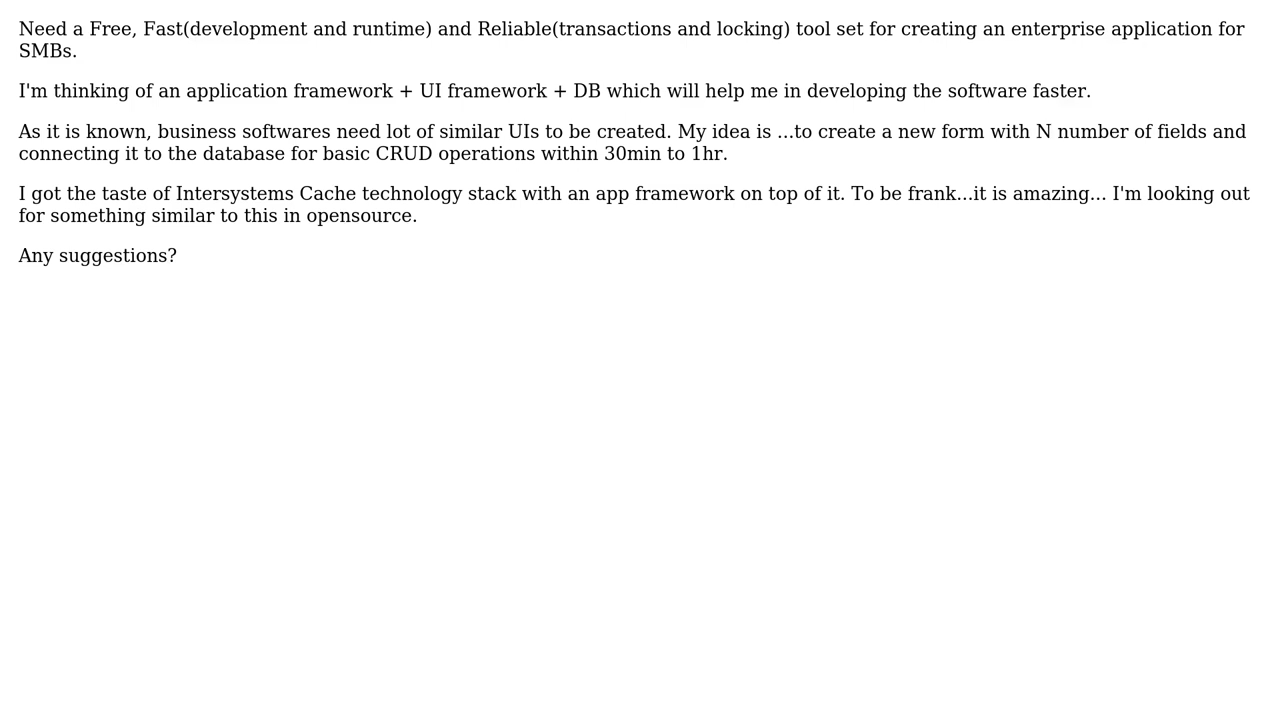 Need a Free, Fast(development and runtime) and Reliable(transactions and locking) tool set for creating an enterprise application for
SMBs.
I'm thinking of an application framework + UI framework + DB which will help me in developing the software faster.
As it is known, business softwares need lot of similar UIs to be created. My idea is ...to create a new form with N number of fields and
connecting it to the database for basic CRUD operations within 30min to 1hr.
I got the taste of Intersystems Cache technology stack with an app framework on top of it. To be frank...it is amazing... I'm looking out
for something similar to this in opensource.
Any suggestions?